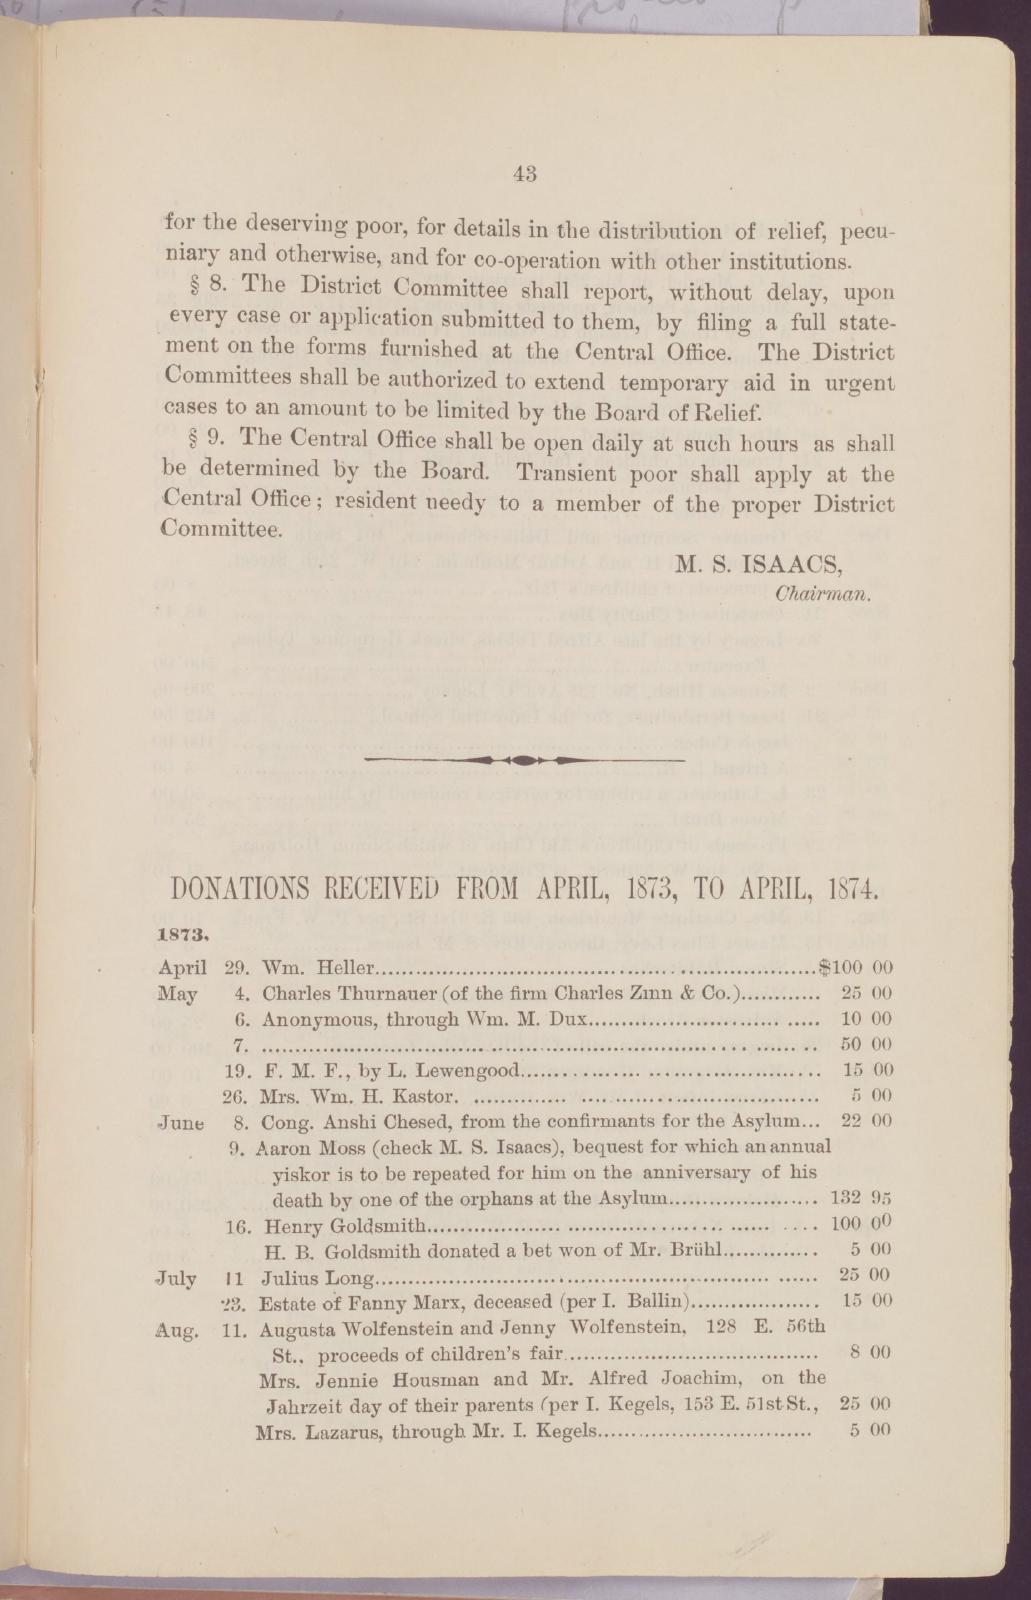 43
for the deserving poor, for details in the distribution of relief, pecu-
niary and otherwise, and for co-operation with other institutions.
§ 8. The District Committee shall report, without delay, upon
every case or application submitted to them, by filing a full state-
ment on the forms furnished at the Central Office. The District
Committees shall be authorized to extend temporary aid in urgent
cases to an amount to be limited by the Board of Relief.
§ 9. The Central Office shall be open daily at such hours as shall
be determined by the Board. Transient poor shall apply at the
Central Office; resident needy to a member of the proper District
Committee.
M. S. ISAACS,
Chairman.
DONATIONS RECEIVED FROM APRIL, 1873, TO APRIL, 1874.
1873.
April 29. Wm. Heller........................$100 00
May 4. Charles Thurnauer (of the firm Charles Zinn & Co.)............ 25 00
6. Anonymous, through Wm. M. Dux........................ 10 00
7. ........................ 50 00
19. F. M. F., by L. Lewengood........................ 15 00
26. Mrs. Wm. H. Kastor. ........................ 5 00
June 8. Cong. Anshi Chesed, from the confirmants for the Asylum... 22 00
9. Aaron Moss (check M. S. Isaacs), bequest for which an annual
yiskor is to be repeated for him on the anniversary of his
death by one of the orphans at the Asylum...................... 132 95
16. Henry Goldsmith........................ 100 00
H. B. Goldsmith donated a bet won of Mr. Brühl.............. 5 00
July 11 Julius Long........................ 25 00
23. Estate of Fanny Marx, deceased (per I. Ballin)................... 15 00
Aug. 11. Augusta Wolfenstein and Jenny Wolfenstein, 128 E. 56th
St., proceeds of children's fair........................ 8 00
Mrs. Jennie Housman and Mr. Alfred Joachim, on the
Jahrzeit day of their parents (per I. Kegels, 153 E. 51st St., 25 00
Mrs. Lazarus, through Mr. I. Kegels........................ 5 00